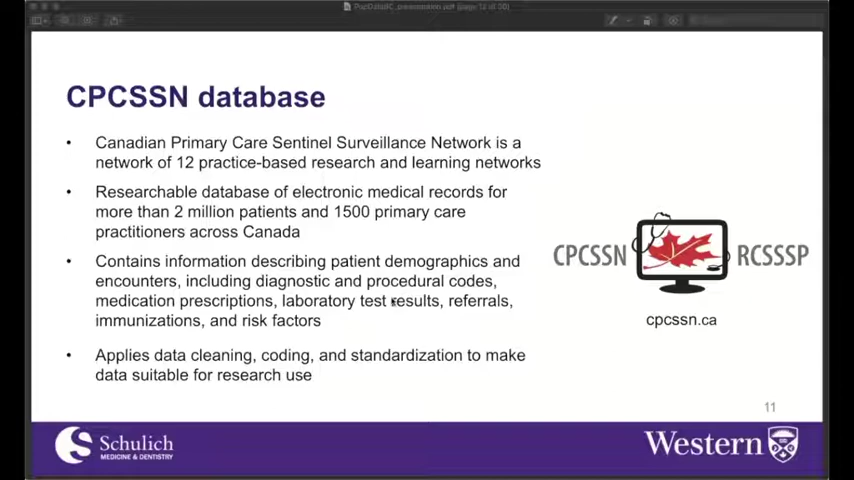 CPCSSN database
• Canadian Primary Care Sentinel Surveillance Network is a
network of 12 practice-based research and learning networks
• Researchable database of electronic medical records for
more than 2 million patients and 1500 primary care
practitioners across Canada
• Contains information describing patient demographics and
encounters, including diagnostic and procedural codes,
medication prescriptions, laboratory test results, referrals,
immunizations, and risk factors
• Applies data cleaning, coding, and standardization to make
data suitable for research use
CPCSSN RCSSSP
cpcssn.ca
11
Schulich
MEDICINE & DENTISTRY
Western